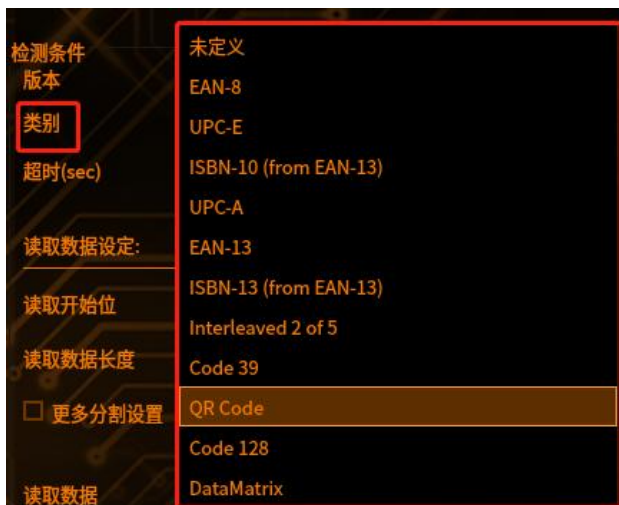 检测条件
版本
类别
超时(sec)
读取数据设定:
读取开始位
读取数据长度
更多分割设置
读取数据
未定义
EAN-8
UPC-E
ISBN-10 (from EAN-13)
UPC-A
EAN-13
ISBN-13 (from EAN-13)
Interleaved 2 of 5
Code 39
QR Code
Code 128
DataMatrix